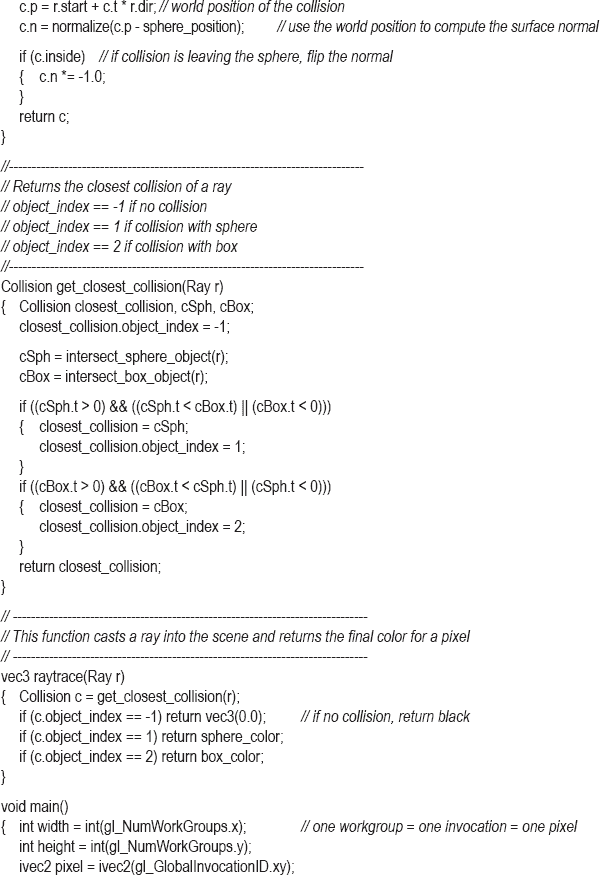 c.p = r.start + c.t * r.dir; // world position of the collision
c.n = normalize(c.p - sphere_position); // use the world position to compute the surface normal
if (c.inside) // if collision is leaving the sphere, flip the normal
{ c.n *= -1.0;
}
return c;
}
//------------------------------------------------------------------------------
// Returns the closest collision of a ray
// object_index == -1 if no collision
// object_index == 1 if collision with sphere
// object_index == 2 if collision with box
//------------------------------------------------------------------------------
Collision get_closest_collision(Ray r)
{ Collision closest_collision, cSph, cBox;
closest_collision.object_index = -1;
cSph = intersect_sphere_object(r);
cBox = intersect_box_object(r);
if ((cSph.t > 0) && ((cSph.t < cBox.t) || (cBox.t < 0)))
{ closest_collision = cSph;
closest_collision.object_index = 1;
}
if ((cBox.t > 0) && ((cBox.t < cSph.t) || (cSph.t < 0)))
{ closest_collision = cBox;
closest_collision.object_index = 2;
}
return closest_collision;
}
// ------------------------------------------------------------------------------
// This function casts a ray into the scene and returns the final color for a pixel
// ------------------------------------------------------------------------------
vec3 raytrace(Ray r)
{ Collision c = get_closest_collision(r);
if (c.object_index == -1) return vec3(0.0); // if no collision, return black
if (c.object_index == 1) return sphere_color;
if (c.object_index == 2) return box_color;
}
void main()
{ int width = int(gl_NumWorkGroups.x); // one workgroup = one invocation = one pixel
int height = int(gl_NumWorkGroups.y);
ivec2 pixel = ivec2(gl_GlobalInvocationID.xy);